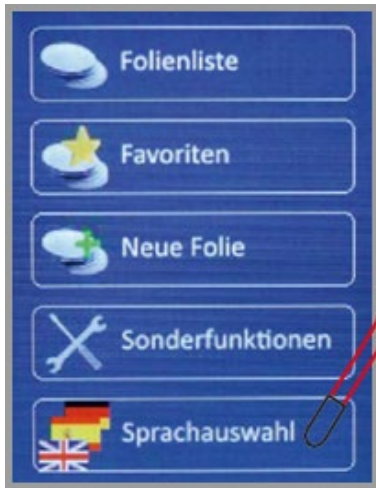 Folienliste
Favoriten
Neue Folie
Sonderfunktionen
Sprachauswahl